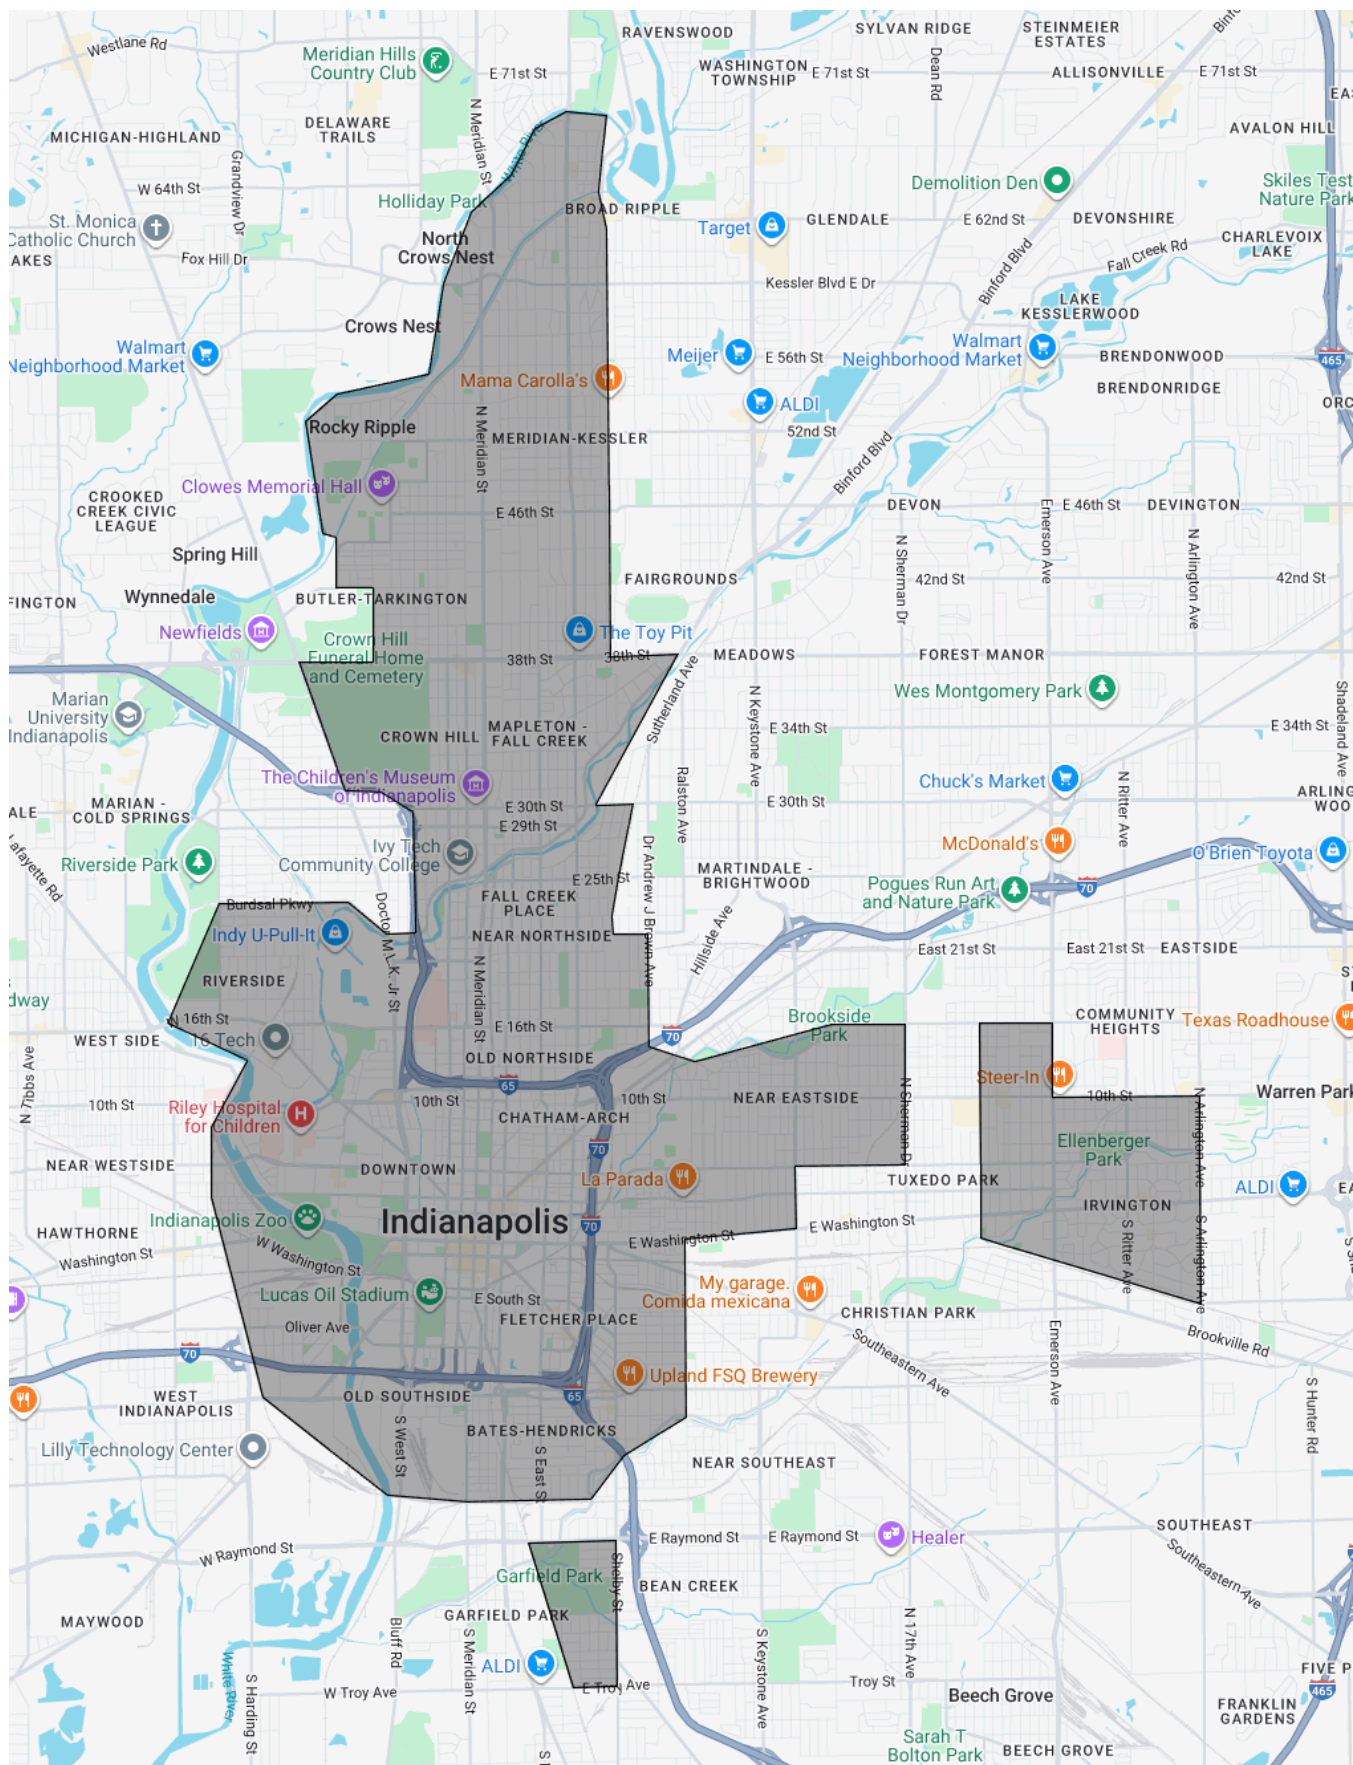 RAVENSWOOD
SYLVAN RIDGE
STEINMEIER
ESTATES
Westlane Rd
Meridian Hills
Country Club
E 71st St
WASHINGTON
TOWNSHIP
E 71st St
Dean Rd
ALLISONVILLE
E 71st St
N Meridian St
DELAWARE
TRAILS
MICHIGAN-HIGHLAND
White River
AVALON HILL
Grandview Dr
W 64th St
Holliday Park
BROAD RIPPLE
Demolition Den
Skiles Test
Nature Park
St. Monica
Catholic Church
AKES
Fox Hill Dr
North
Crows Nest
Target
GLENDALE
E 62nd St
DEVONSHIRE
CHARLEVOIX
LAKE
Fall Creek Rd
Binford Blvd
Kessler Blvd E Dr
LAKE
KESSLERWOOD
Crows Nest
Walmart
Neighborhood Market
Meijer
E 56th St
Walmart
Neighborhood Market
BRENDONWOOD
465
Mama Carolla's
BRENDONRIDGE
ALDI
ORC
Rocky Ripple
N Meridian St
MERIDIAN-KESSLER
52nd St
Binford Blvd
Clowes Memorial Hall
CROOKED
CREEK CIVIC
LEAGUE
E 46th St
DEVON
Emerson Ave
E 46th St
DEVINGTON
Spring Hill
N Sherman Dr
N Arlington Ave
Wynnedale
BUTLER-TARKINGTON
FAIRGROUNDS
42nd St
42nd St
FINGTON
Newfields
Crown Hill
Funeral Home
and Cemetery
The Toy Pit
38th St
38th St
MEADOWS
FOREST MANOR
Marian
University
Indianapolis
Sutherland Ave
N Keystone Ave
Wes Montgomery Park
Shadeland Ave
CROWN HILL
MAPLETON -
FALL CREEK
E 34th St
E 34th St
The Children's Museum
of Indianapolis
Ralston Ave
Chuck's Market
N Ritter Ave
MARIAN -
COLD SPRINGS
ALE
E 30th St
E 29th St
E 30th St
ARLING
WOO
Lafayette Rd
Riverside Park
Ivy Tech
Community College
Dr Andrew J Brown Ave
McDonald's
O'Brien Toyota
E 25th St
MARTINDALE -
BRIGHTWOOD
Pogues Run Art
and Nature Park
70
Burdsal Pkwy
Doctor M.L.K. Jr St
FALL CREEK
PLACE
Hillside Ave
Indy U-Pull-It
NEAR NORTHSIDE
East 21st St
East 21st St
EASTSIDE
RIVERSIDE
N Meridian St
dway
N 16th St
E 16th St
70
Brookside
Park
COMMUNITY
HEIGHTS
Texas Roadhouse
WEST SIDE
16 Tech
OLD NORTHSIDE
N Tibbs Ave
65
Steer-In
10th St
Riley Hospital
for Children
10th St
10th St
NEAR EASTSIDE
N Sherman Dr
10th St
Warren Park
CHATHAM-ARCH
N Arlington Ave
70
Ellenberger
Park
NEAR WESTSIDE
DOWNTOWN
La Parada
TUXEDO PARK
ALDI
Indianapolis Zoo
Indianapolis
70
IRVINGTON
HAWTHORNE
E Washington St
E Washington St
S Ritter Ave
S Arlington Ave
Washington St
W Washington St
Lucas Oil Stadium
E South St
My garage.
Comida mexicana
Oliver Ave
FLETCHER PLACE
CHRISTIAN PARK
Southeastern Ave
Emerson Ave
Brookville Rd
70
WEST
INDIANAPOLIS
OLD SOUTHSIDE
65
Upland FSQ Brewery
S Hunter Rd
Lilly Technology Center
S West St
BATES-HENDRICKS
S East St
NEAR SOUTHEAST
W Raymond St
E Raymond St
E Raymond St
Healer
SOUTHEAST
Southeastern Ave
Garfield Park
Shelby St
BEAN CREEK
MAYWOOD
GARFIELD PARK
Bluff Rd
S Meridian St
S Keystone Ave
N 17th Ave
ALDI
White River
S Harding St
W Troy Ave
E Troy Ave
Troy St
Beech Grove
FIVE P
465
FRANKLIN
GARDENS
Sarah T
Bolton Park
BEECH GROVE